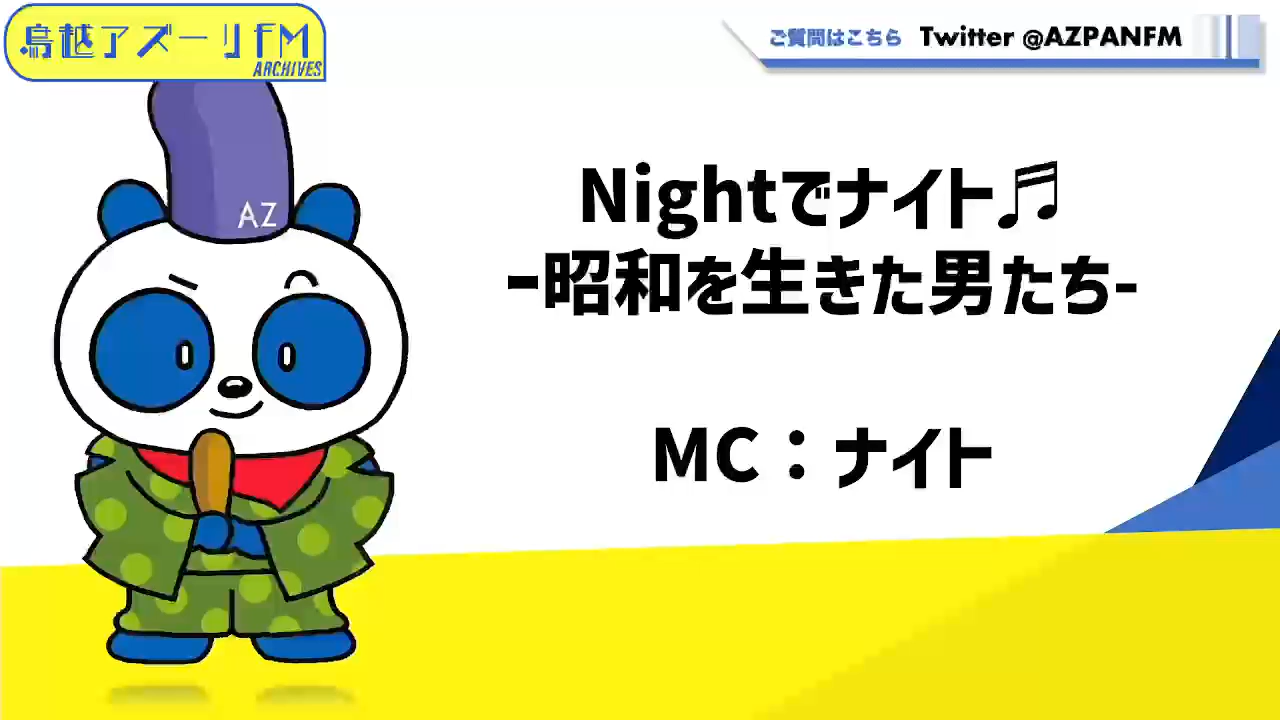 鳥越アズーリFM
ARCHIVES
ご質問はこちら Twitter @AZPANFM
AZ
Nightでナイト♬
-昭和を生きた男たち-
MC：ナイト